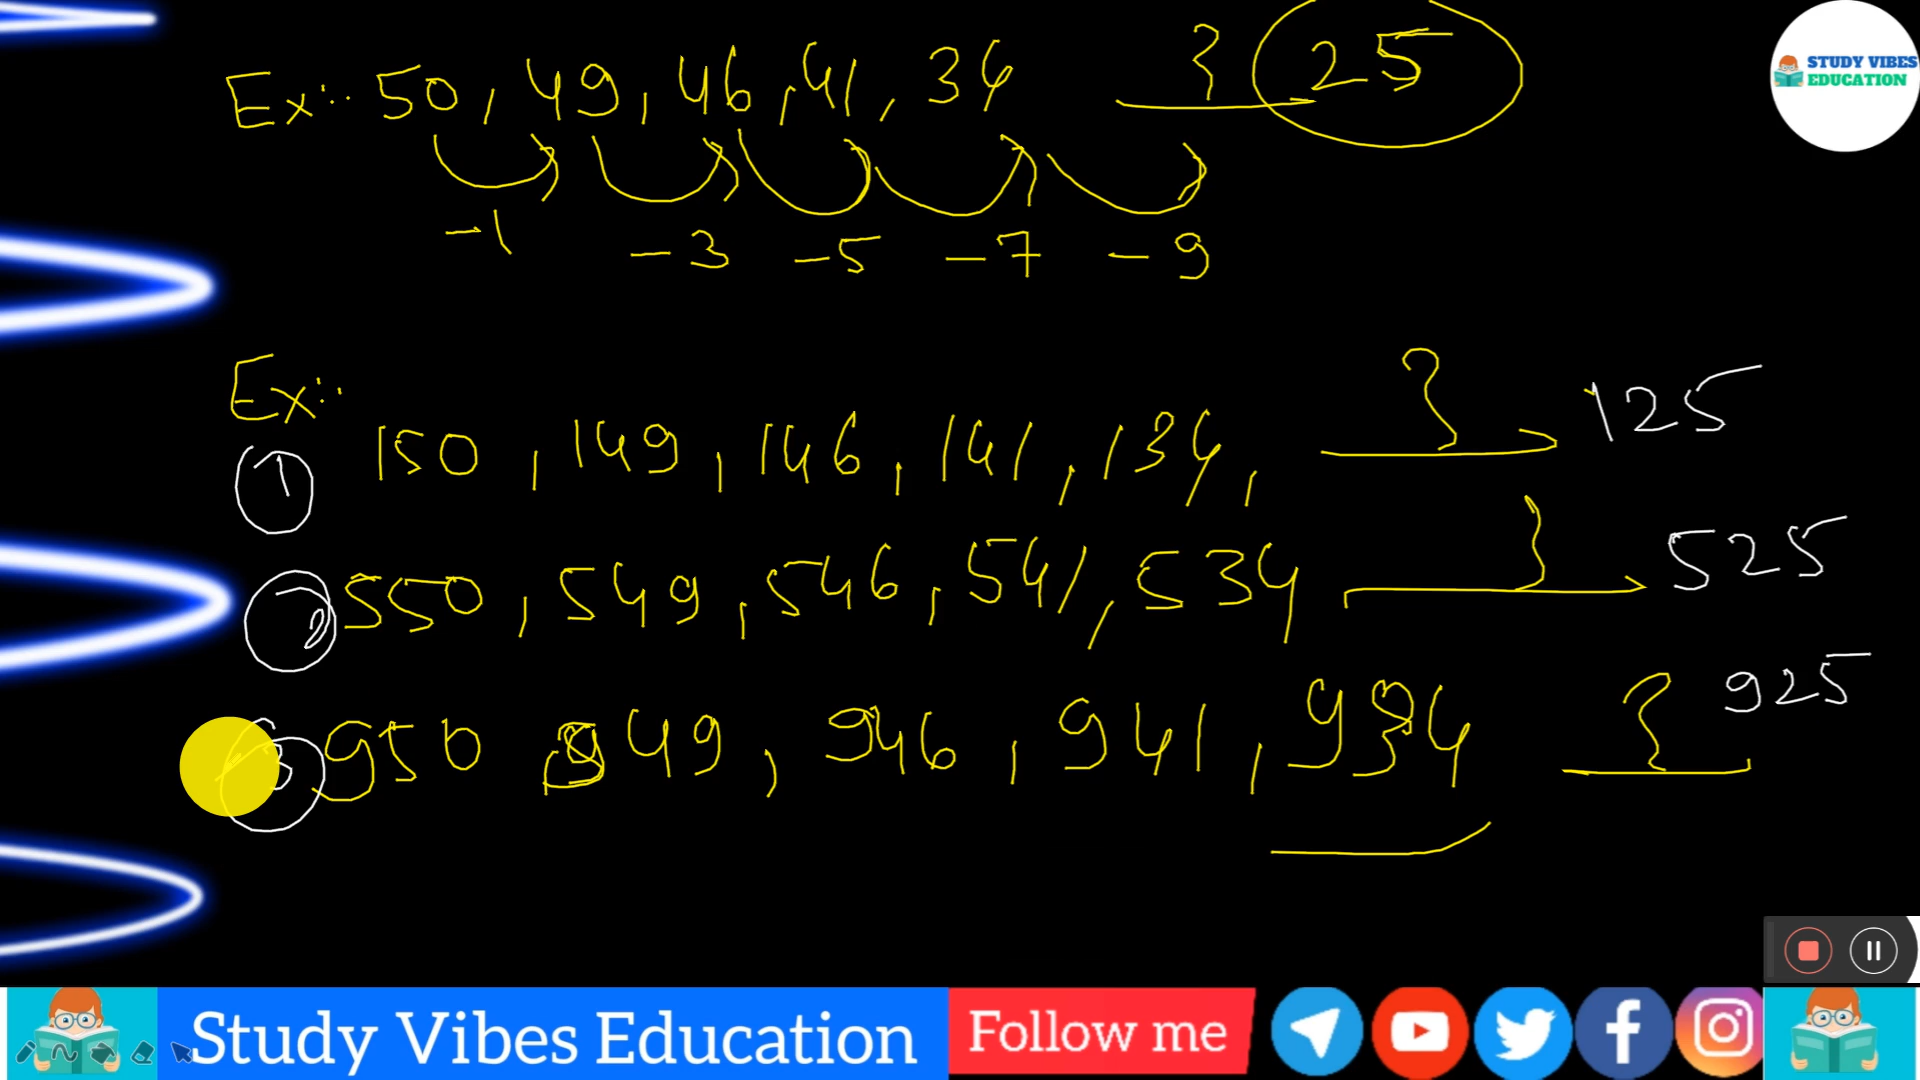 Ex:- 50, 49, 46, 41, 34 ? 25
STUDY VIBES
EDUCATION
-1 -3 -5 -7 -9
Ex:-
1 150, 149, 146, 141, 134, ? 125
2 550, 549, 546, 541, 534 ? 525
3 950, 949, 946, 941, 934 ? 925
Study Vibes Education Follow me